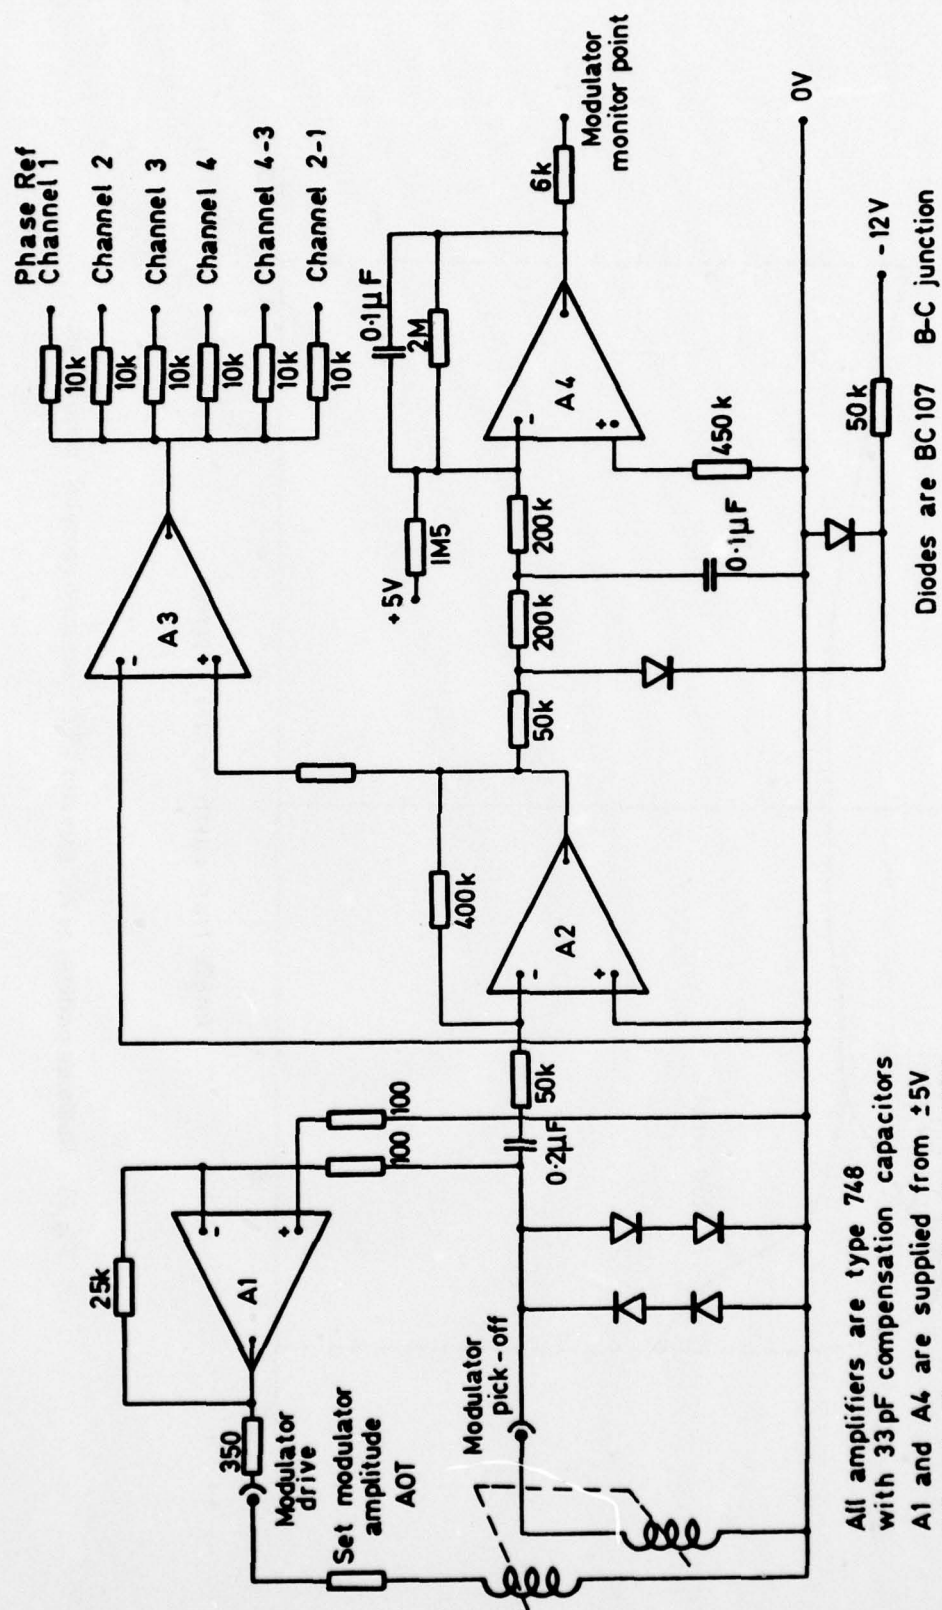 Phase Ref
Channel 1
Channel 2
Channel 3
Channel 4
Channel 4-3
Channel 2-1
10k
10k
10k
10k
10k
10k
A3
-
+
25k
A1
-
+
100
100
350
Modulator
drive
Set modulator
amplitude
AOT
Modulator
pick-off
0·2µF
50k
400k
A2
-
+
50k
200k
200k
+5V
1M5
0·1µF
2M
A4
-
+
6k
Modulator
monitor point
450k
0·1µF
0V
50k
-12V
All amplifiers are type 748
with 33pF compensation capacitors
A1 and A4 are supplied from ±5V
Diodes are BC107 B-C junction